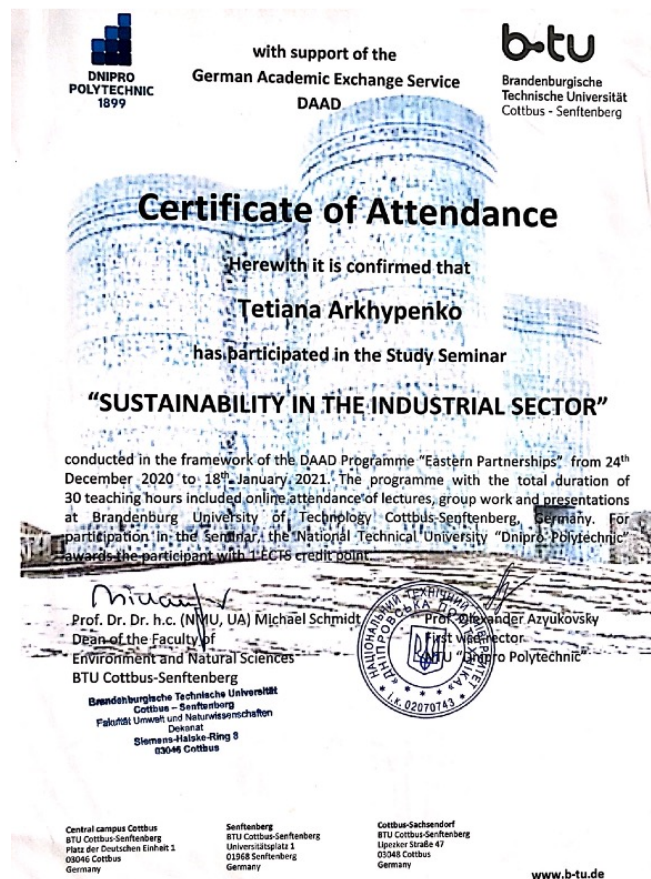 DNIPRO
POLYTECHNIC
1899
with support of the
German Academic Exchange Service
DAAD
b-tu
Brandenburgische
Technische Universität
Cottbus - Senftenberg
Certificate of Attendance
Herewith it is confirmed that
Tetiana Arkhypenko
has participated in the Study Seminar
“SUSTAINABILITY IN THE INDUSTRIAL SECTOR”
conducted in the framework of the DAAD Programme “Eastern Partnerships” from 24th
December 2020 to 18th January 2021. The programme with the total duration of
30 teaching hours included online attendance of lectures, group work and presentations
at Brandenburg University of Technology Cottbus-Senftenberg, Germany. For
participation in the seminar, the National Technical University “Dnipro Polytechnic”
awards the participant with 1 ECTS credit point.
Prof. Dr. Dr. h.c. (NMU, UA) Michael Schmidt
Dean of the Faculty of
Environment and Natural Sciences
BTU Cottbus-Senftenberg
Brandenburgische Technische Universität
Cottbus – Senftenberg
Fakultät Umwelt und Naturwissenschaften
Dekanat
Siemens-Halske-Ring 8
03046 Cottbus
Prof. Olexander Azyukovsky
First vice-rector
NTU “Dnipro Polytechnic”
НАЦІОНАЛЬНИЙ ТЕХНІЧНИЙ УНІВЕРСИТЕТ
«ДНІПРОВСЬКА ПОЛІТЕХНІКА»
І.К. 02070743
Central campus Cottbus
BTU Cottbus-Senftenberg
Platz der Deutschen Einheit 1
03046 Cottbus
Germany
Senftenberg
BTU Cottbus-Senftenberg
Universitätsplatz 1
01968 Senftenberg
Germany
Cottbus-Sachsendorf
BTU Cottbus-Senftenberg
Lipezker Straße 47
03048 Cottbus
Germany
www.b-tu.de